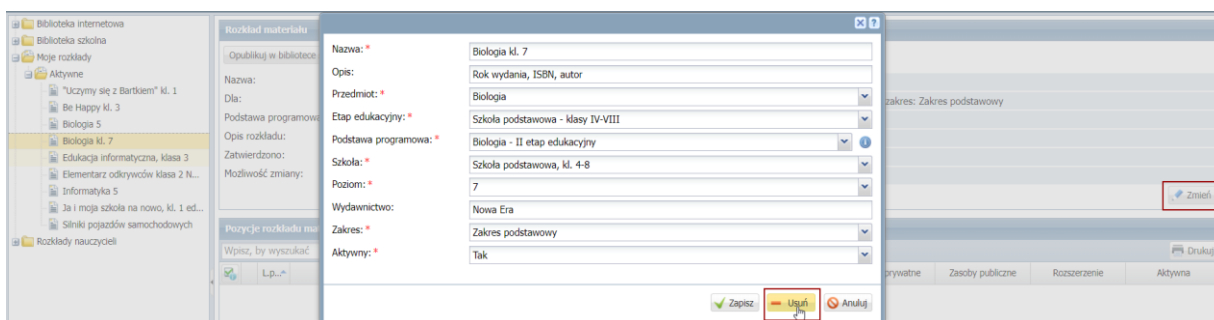 Biblioteka internetowa
Biblioteka szkolna
Moje rozkłady
Aktywne
"Uczymy się z Bartkiem" kl. 1
Be Happy kl. 3
Biologia 5
Biologia kl. 7
Edukacja informatyczna, klasa 3
Elementarz odkrywców klasa 2 N...
Informatyka 5
Ja i moja szkoła na nowo, kl. 1 ed...
Silniki pojazdów samochodowych
Rozkłady nauczycieli
Rozkład materiału
Opublikuj w bibliotece
Nazwa:
Dla:
Podstawa programowa
Opis rozkładu:
Zatwierdzono:
Możliwość zmiany:
zakres: Zakres podstawowy
Zmień
Pozycje rozkładu ma
Wpisz, by wyszukać
Drukuj
L.p...
prywatne Zasoby publiczne Rozszerzenie Aktywna
Nazwa: * Biologia kl. 7
Opis: Rok wydania, ISBN, autor
Przedmiot: * Biologia
Etap edukacyjny: * Szkoła podstawowa - klasy IV-VIII
Podstawa programowa: * Biologia - II etap edukacyjny
Szkoła: * Szkoła podstawowa, kl. 4-8
Poziom: * 7
Wydawnictwo: Nowa Era
Zakres: * Zakres podstawowy
Aktywny: * Tak
Zapisz Usuń Anuluj